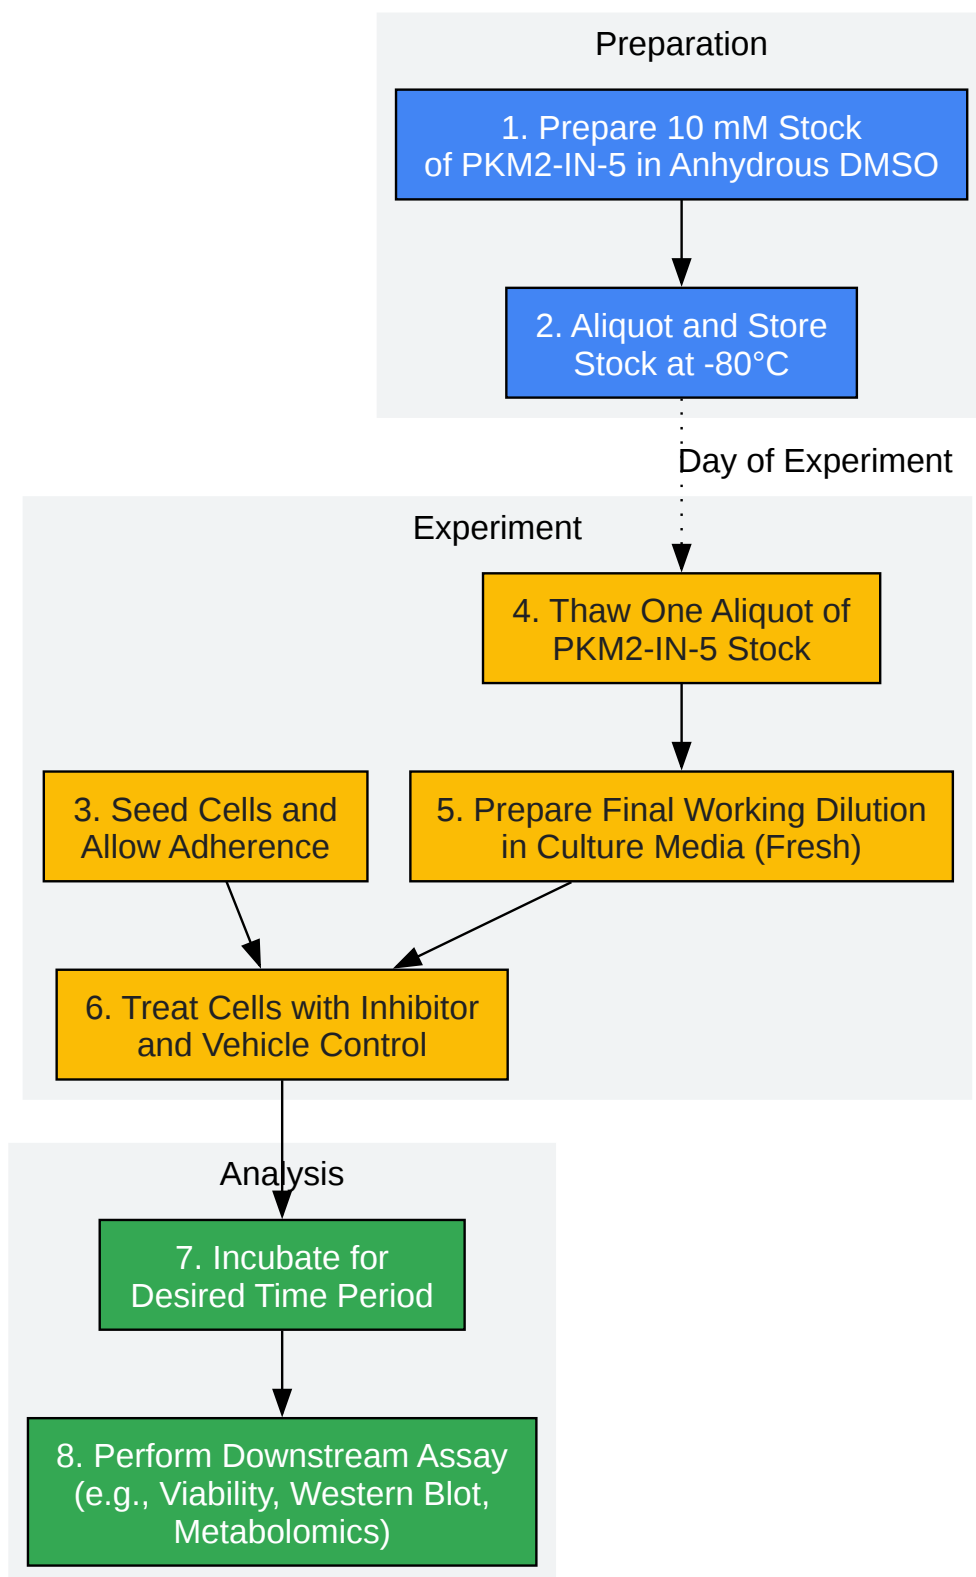 Preparation
1. Prepare 10 mM Stock
of PKM2-IN-5 in Anhydrous DMSO
2. Aliquot and Store
Stock at -80°C
Day of Experiment
Experiment
4. Thaw One Aliquot of
PKM2-IN-5 Stock
3. Seed Cells and
Allow Adherence
5. Prepare Final Working Dilution
in Culture Media (Fresh)
6. Treat Cells with Inhibitor
and Vehicle Control
Analysis
7. Incubate for
Desired Time Period
8. Perform Downstream Assay
(e.g., Viability, Western Blot,
Metabolomics)